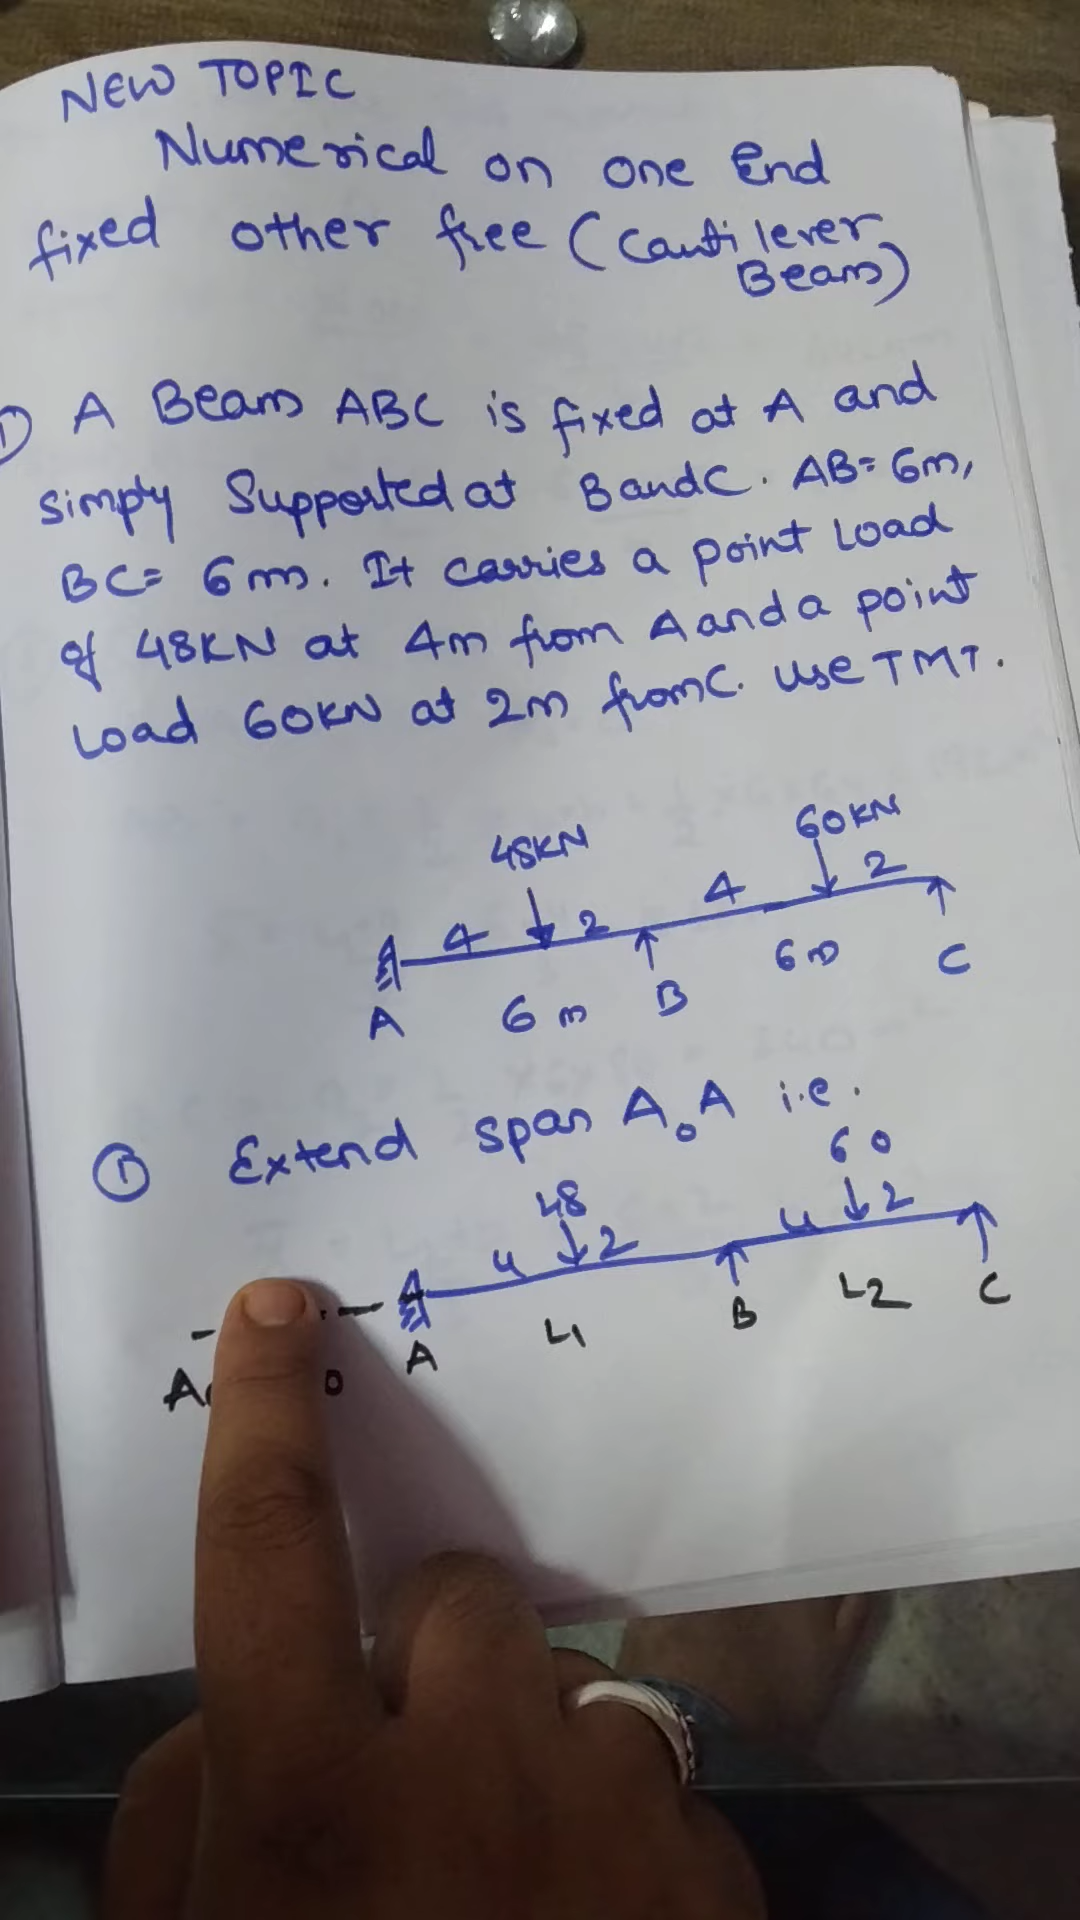 NEW TOPIC
Numerical on one End
fixed other free (Cantilever
Beam)
① A Beam ABC is fixed at A and
simply Supported at B and C. AB= 6m,
BC= 6m. It carries a point Load
of 48KN at 4m from A and a point
Load 60KN at 2m from C. Use TMT.
48KN 60KN
4 2 4 2
A 6 m B 6 m C
① Extend span A₀A i.e.
48 60
4 2 4 2
A L1 B L2 C
0